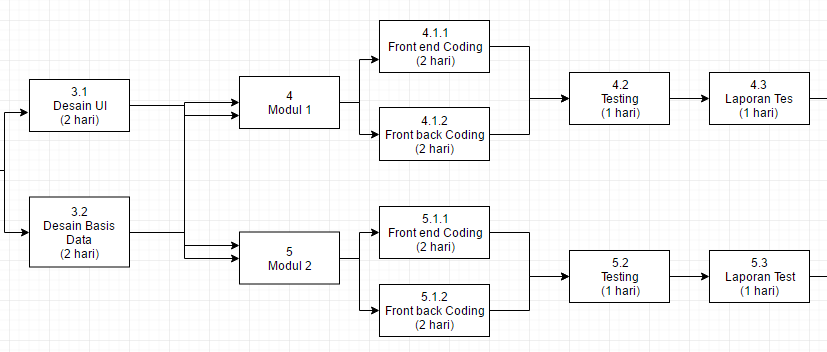 3.1
Desain UI
(2 hari)
3.2
Desain Basis
Data
(2 hari)
4
Modul 1
5
Modul 2
4.1.1
Front end Coding
(2 hari)
4.1.2
Front back Coding
(2 hari)
5.1.1
Front end Coding
(2 hari)
5.1.2
Front back Coding
(2 hari)
4.2
Testing
(1 hari)
4.3
Laporan Tes
(1 hari)
5.2
Testing
(1 hari)
5.3
Laporan Test
(1 hari)